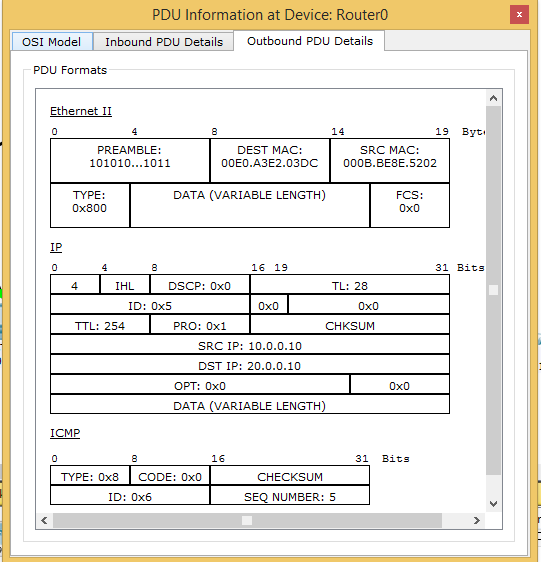 PDU Information at Device: Router0
x
OSI Model Inbound PDU Details Outbound PDU Details
PDU Formats
Ethernet II
0 4 8 14 19 Byte
PREAMBLE: DEST MAC: SRC MAC:
101010...1011 00E0.A3E2.03DC 000B.BE8E.5202
TYPE: DATA (VARIABLE LENGTH) FCS:
0x800 0x0
IP
0 4 8 16 19 31 Bits
4 IHL DSCP: 0x0 TL: 28
ID: 0x5 0x0 0x0
TTL: 254 PRO: 0x1 CHKSUM
SRC IP: 10.0.0.10
DST IP: 20.0.0.10
OPT: 0x0 0x0
DATA (VARIABLE LENGTH)
ICMP
0 8 16 31 Bits
TYPE: 0x8 CODE: 0x0 CHECKSUM
ID: 0x6 SEQ NUMBER: 5